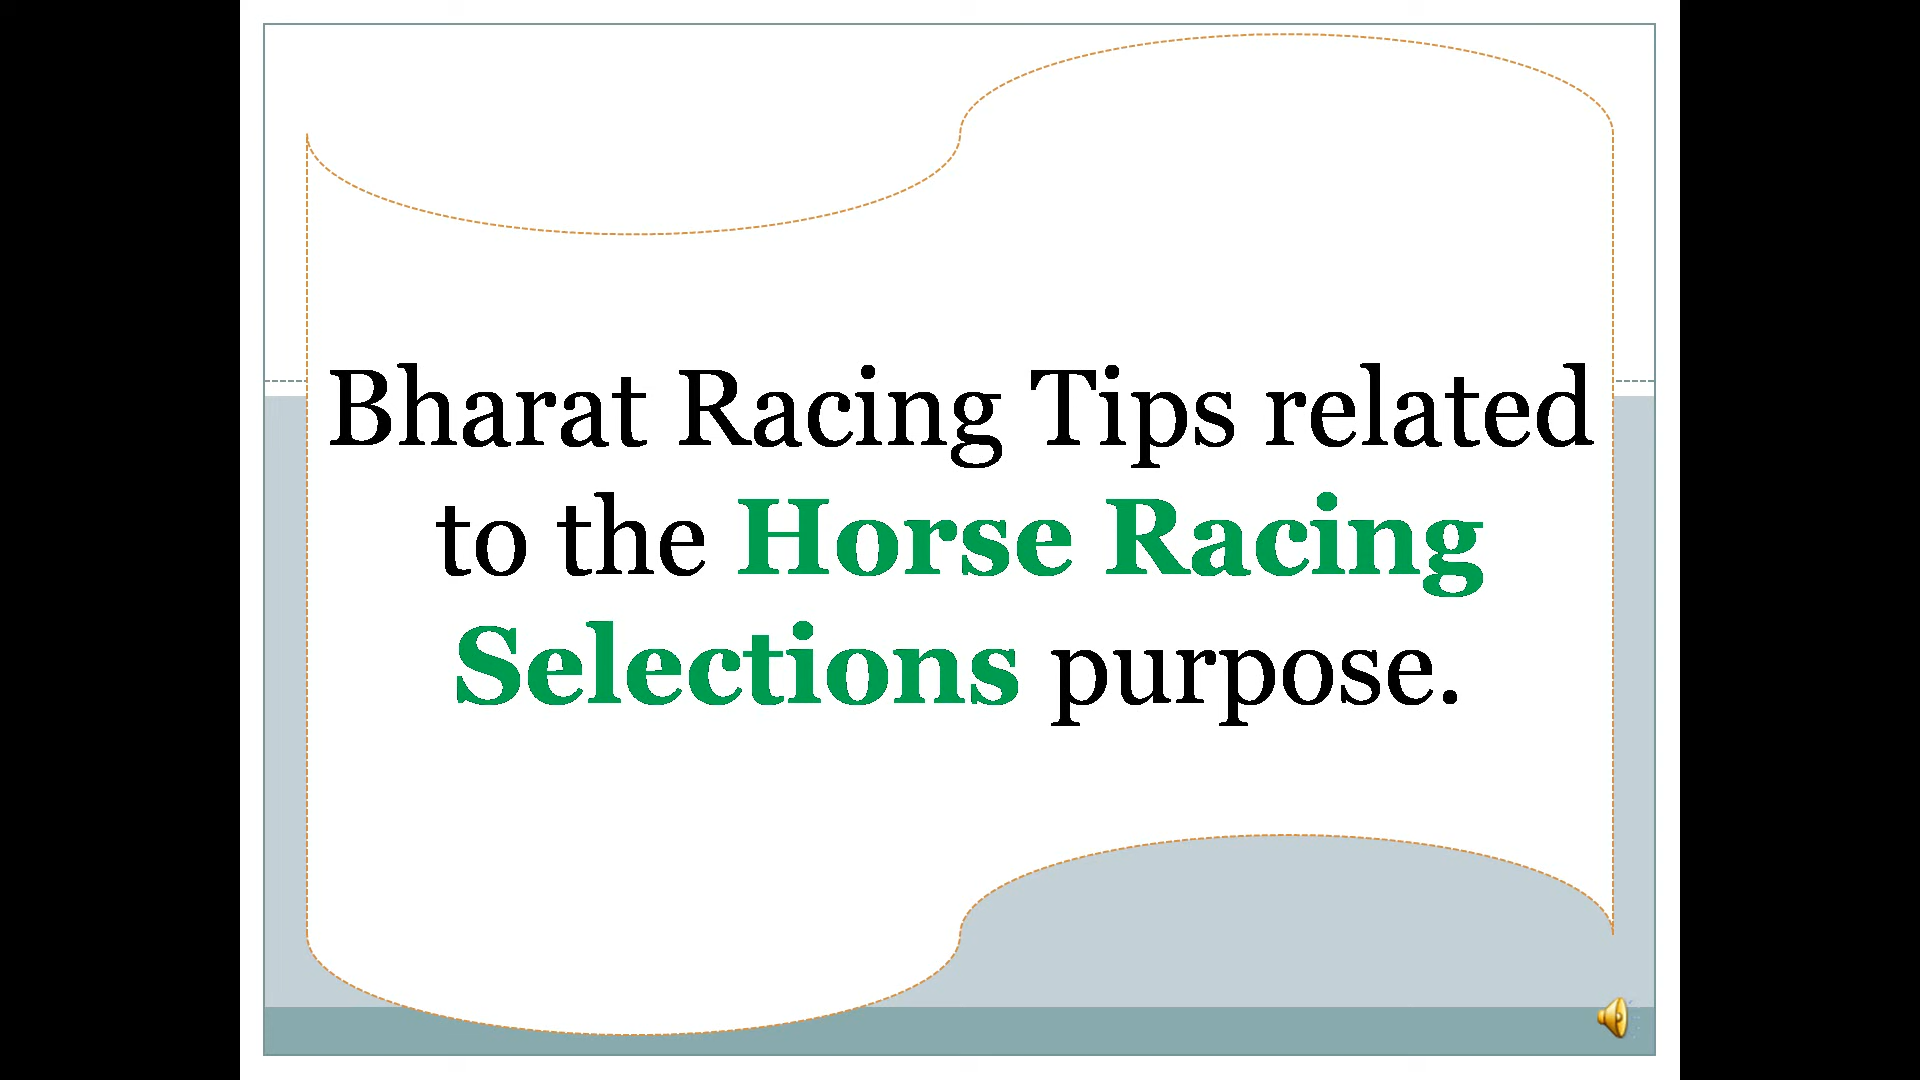 Bharat Racing Tips related
to the Horse Racing
Selections purpose.